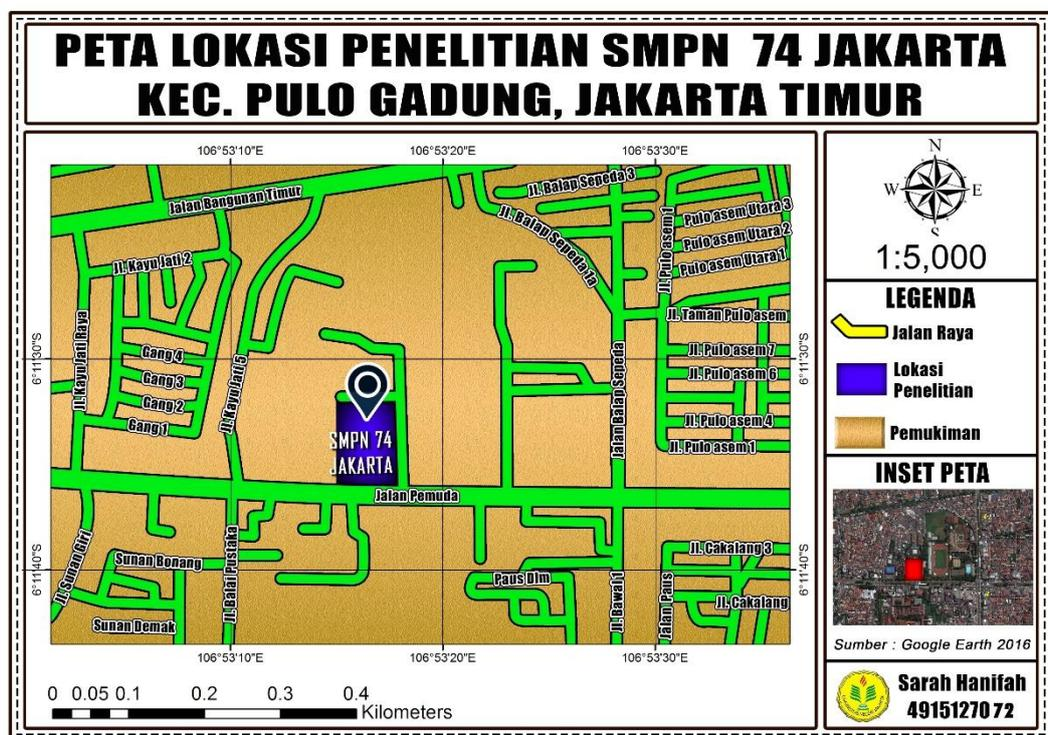 PETA LOKASI PENELITIAN SMPN 74 JAKARTA
KEC. PULO GADUNG, JAKARTA TIMUR
106°53'10"E
106°53'20"E
106°53'30"E
Jalan Bangunan Timur
Jl. Balap Sepeda 3
Jl. Balap Sepeda 1a
Jl. Pulo asem 1
Pulo asem Utara 3
Pulo asem Utara 2
Pulo asem Utara 1
Jl. Kayu Jati 2
Jl. Kayu Jati Raya
Jl. Kayu Jati 5
Jl. Taman Pulo asem
6°11'30"S
6°11'30"S
Gang 4
Gang 3
Gang 2
Gang 1
Jalan Balap Sepeda
Jl. Pulo asem 7
Jl. Pulo asem 6
Jl. Pulo asem 4
Jl. Pulo asem 1
SMPN 74
JAKARTA
Jalan Pemuda
Jl. Sunan Giri
Sunan Bonang
Sunan Demak
Jl. Balai Pustaka
Paus Dlm
Jl. Bawal 1
Jalan Paus
Jl. Cakalang 3
Jl. Cakalang
6°11'40"S
6°11'40"S
106°53'10"E
106°53'20"E
106°53'30"E
0 0.05 0.1 0.2 0.3 0.4
Kilometers
N
W E
S
1:5,000
LEGENDA
Jalan Raya
Lokasi
Penelitian
Pemukiman
INSET PETA
Sumber : Google Earth 2016
Sarah Hanifah
4915127072